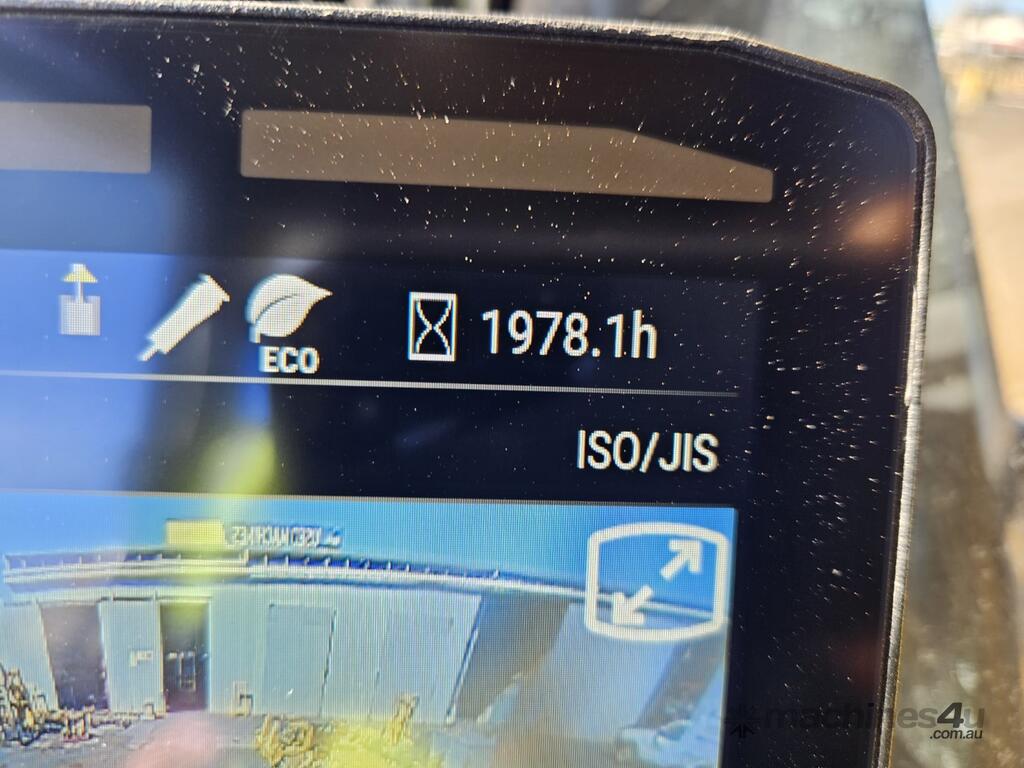 ECO
1978.1h
ISO/JIS
machines4u
.com.au